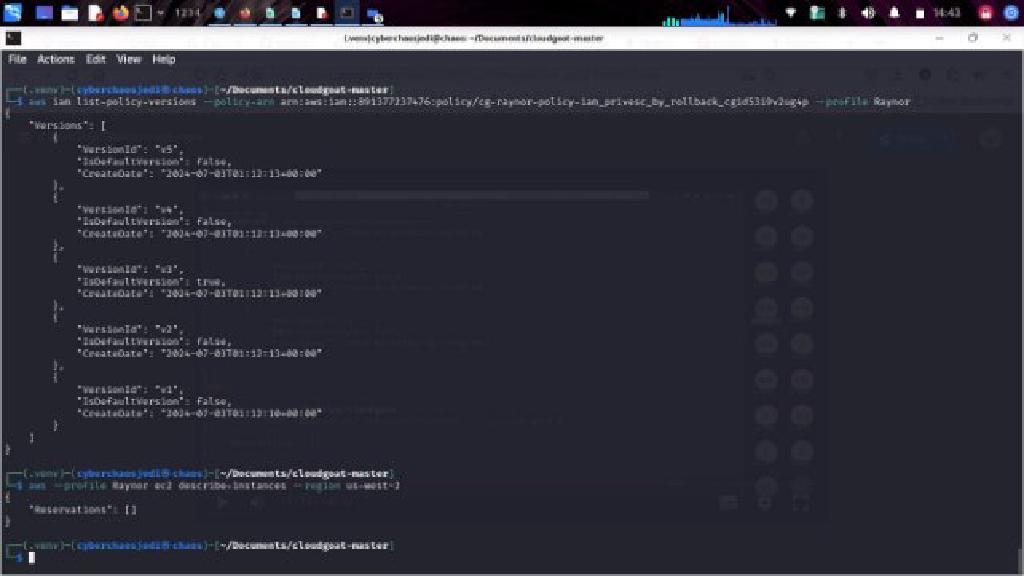 1 2 3 4
14:43
(.venv)cyberchaosjedi@chaos: ~/Documents/cloudgoat-master
File Actions Edit View Help
(.venv)-(cyberchaosjedi@chaos)-[~/Documents/cloudgoat-master]
$ aws iam list-policy-versions --policy-arn arn:aws:iam::891377237476:policy/cg-raynor-policy-iam_privesc_by_rollback_cgid5319v2ug4p --profile Raynor
{
"Versions": [
{
"VersionId": "v5",
"IsDefaultVersion": false,
"CreateDate": "2024-07-03T01:12:13+00:00"
},
{
"VersionId": "v4",
"IsDefaultVersion": false,
"CreateDate": "2024-07-03T01:12:13+00:00"
},
{
"VersionId": "v3",
"IsDefaultVersion": true,
"CreateDate": "2024-07-03T01:12:13+00:00"
},
{
"VersionId": "v2",
"IsDefaultVersion": false,
"CreateDate": "2024-07-03T01:12:13+00:00"
},
{
"VersionId": "v1",
"IsDefaultVersion": false,
"CreateDate": "2024-07-03T01:12:10+00:00"
}
]
}
(.venv)-(cyberchaosjedi@chaos)-[~/Documents/cloudgoat-master]
$ aws --profile Raynor ec2 describe-instances --region us-west-2
{
"Reservations": []
}
(.venv)-(cyberchaosjedi@chaos)-[~/Documents/cloudgoat-master]
$